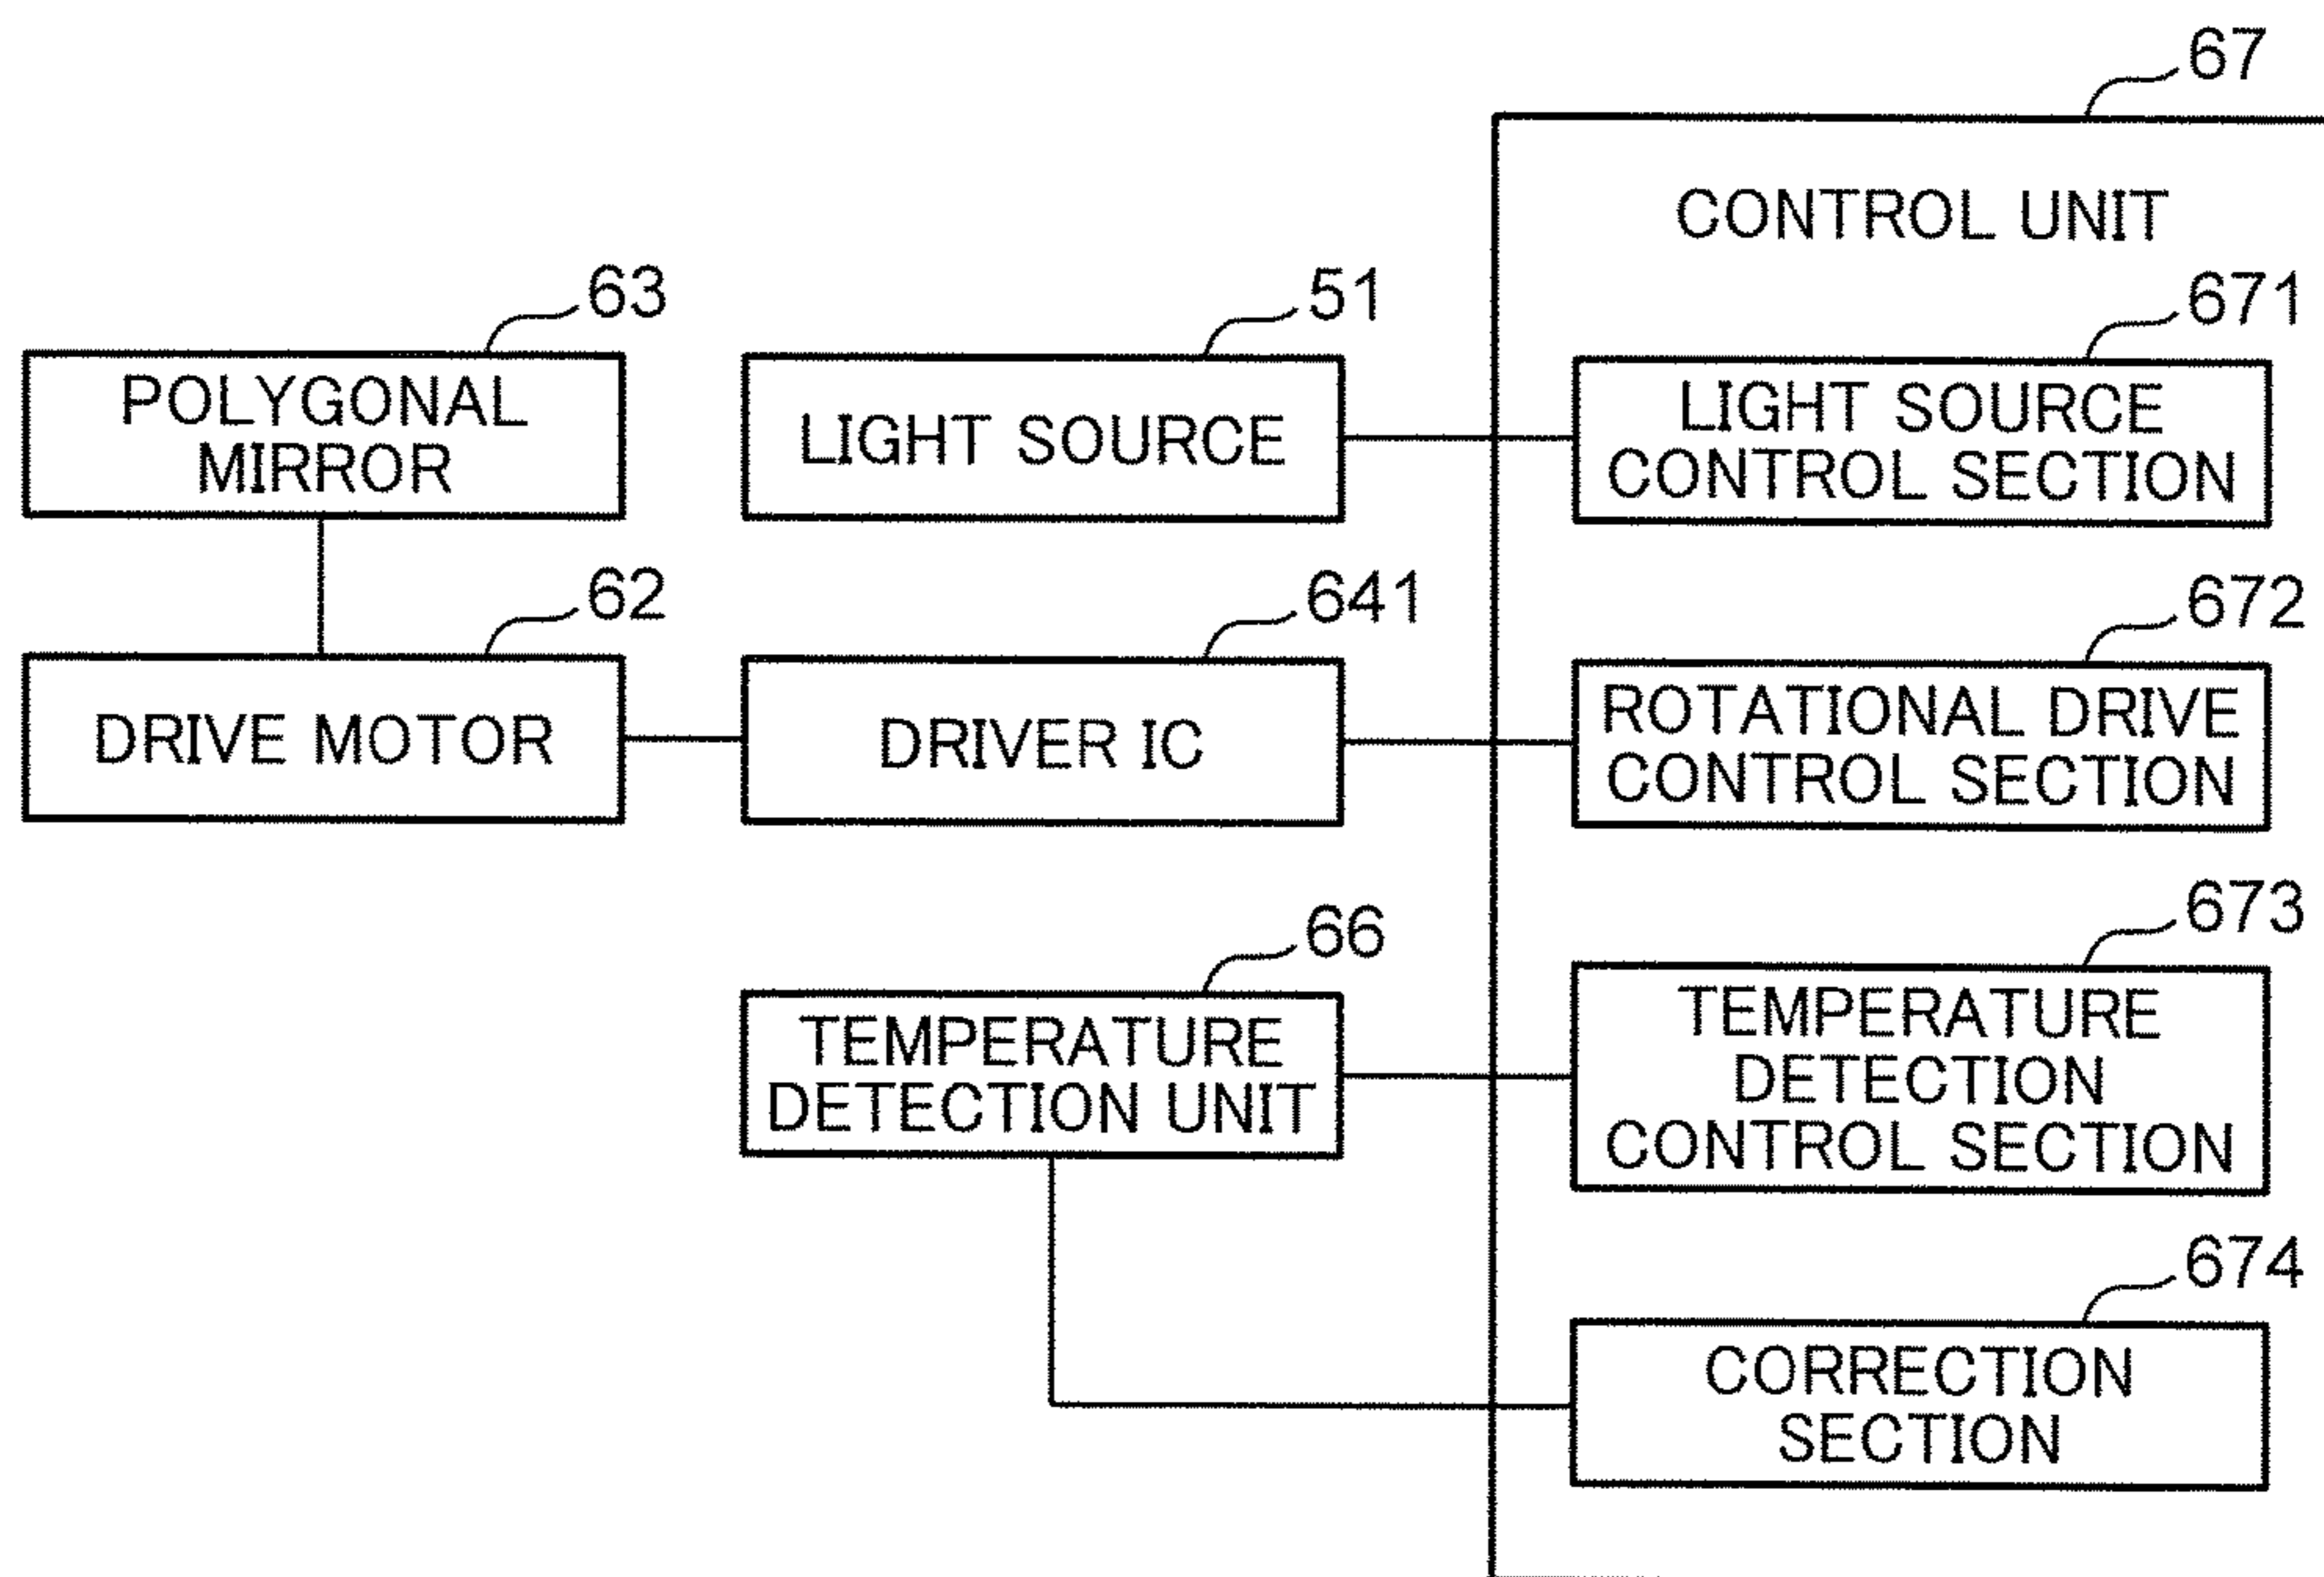 67
CONTROL UNIT
63
POLYGONAL
MIRROR
51
LIGHT SOURCE
671
LIGHT SOURCE
CONTROL SECTION
62
DRIVE MOTOR
641
DRIVER IC
672
ROTATIONAL DRIVE
CONTROL SECTION
66
TEMPERATURE
DETECTION UNIT
673
TEMPERATURE
DETECTION
CONTROL SECTION
674
CORRECTION
SECTION